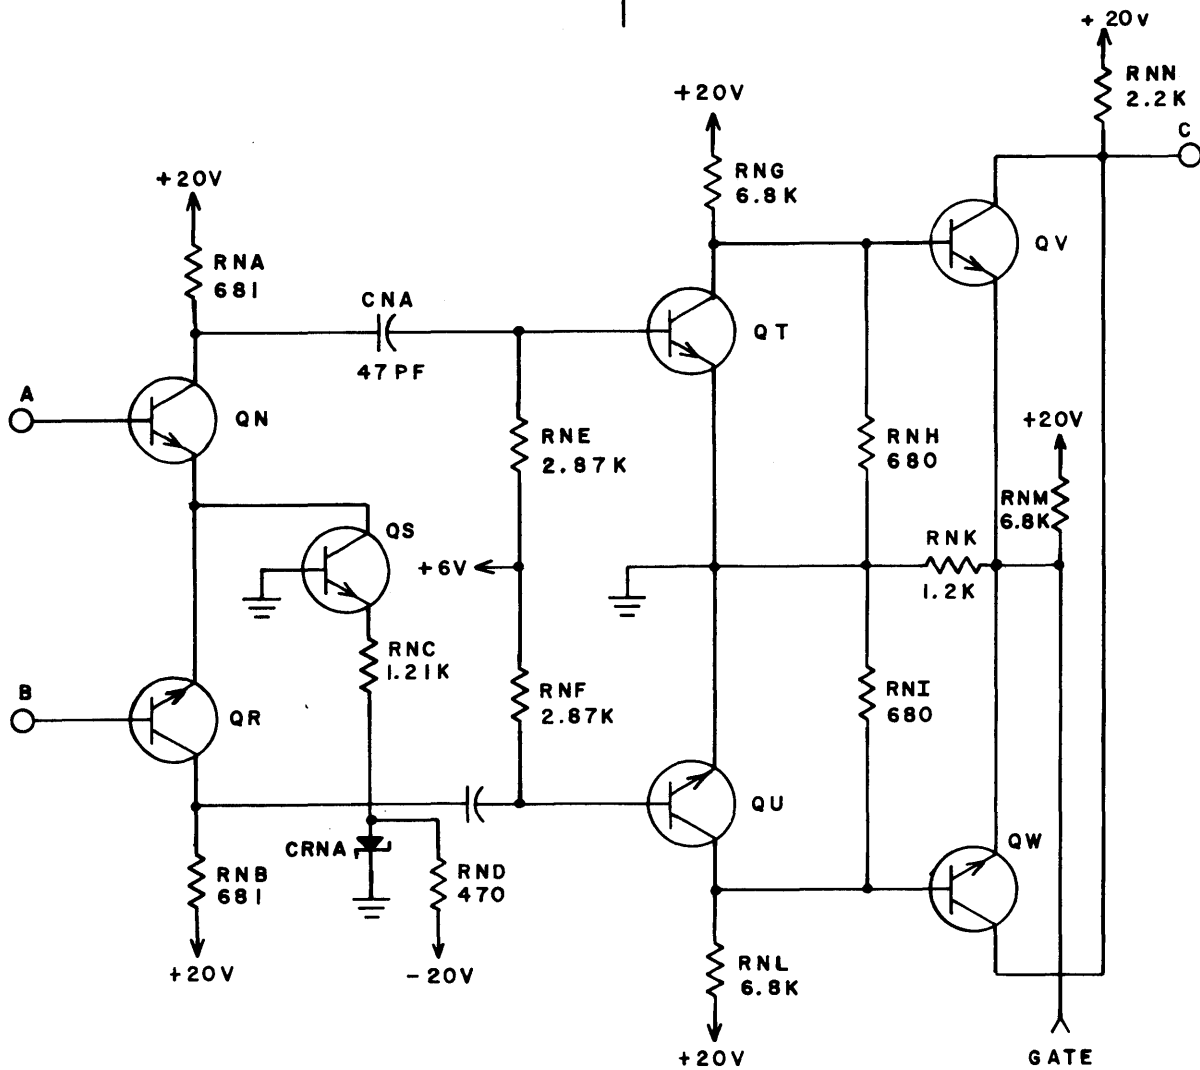 + 20V
RNN
2.2K
C
+20V
RNG
6.8K
+20V
RNA
681
CNA
47PF
QV
QT
A
QN
+20V
RNE
2.87K
RNH
680
RNM
6.8K
QS
+6V
RNK
1.2K
RNC
1.21K
B
QR
RNF
2.87K
RNI
680
QU
QW
CRNA
RNB
681
RND
470
+20V
-20V
RNL
6.8K
+20V
GATE